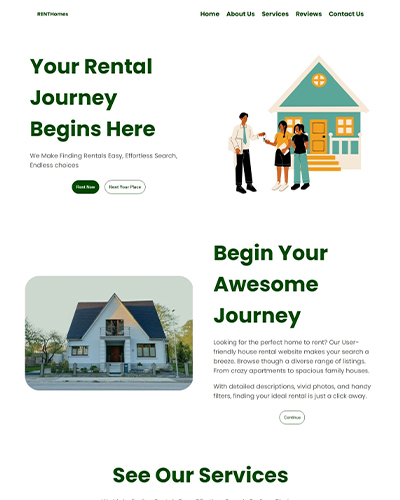 RENTHomes
Home About Us Services Reviews Contact Us
Your Rental
Journey
Begins Here
We Make Finding Rentals Easy, Effortless Search,
Endless choices
Rent Now Rent Your Place
Begin Your
Awesome
Journey
Looking for the perfect home to rent? Our User-
friendly house rental website makes your search a
breeze. Browse though a diverse range of listings.
From crazy apartments to spacious family houses.
With detailed descriptions, vivid photos, and handy
filters, finding your ideal rental is just a click away.
Continue
See Our Services